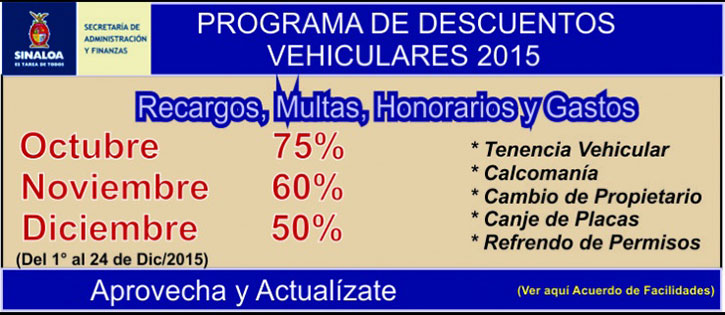 SINALOA
ES TAREA DE TODOS
SECRETARÍA DE
ADMINISTRACIÓN
Y FINANZAS
PROGRAMA DE DESCUENTOS
VEHICULARES 2015
Recargos, Multas, Honorarios y Gastos
Octubre 75%
Noviembre 60%
Diciembre 50%
(Del 1° al 24 de Dic/2015)
* Tenencia Vehicular
* Calcomanía
* Cambio de Propietario
* Canje de Placas
* Refrendo de Permisos
Aprovecha y Actualízate
(Ver aquí Acuerdo de Facilidades)